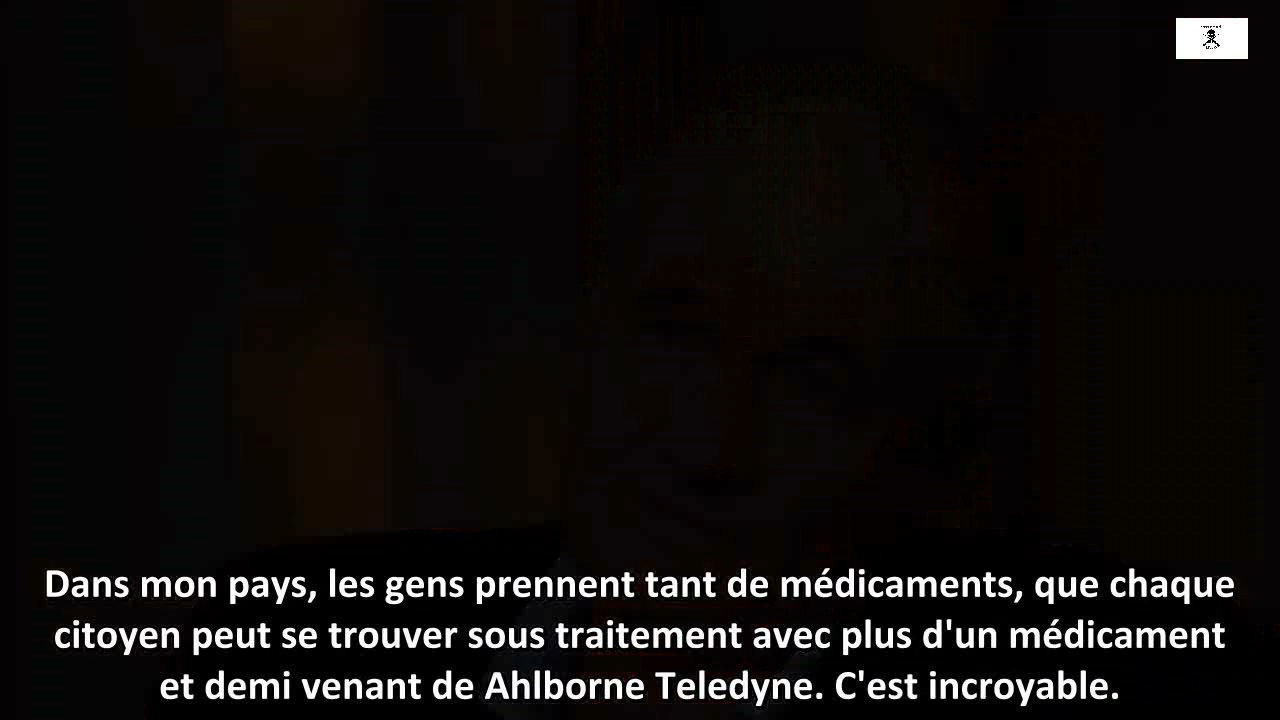 Dans mon pays, les gens prennent tant de médicaments, que chaque
citoyen peut se trouver sous traitement avec plus d'un médicament
et demi venant de Ahlborne Teledyne. C'est incroyable.